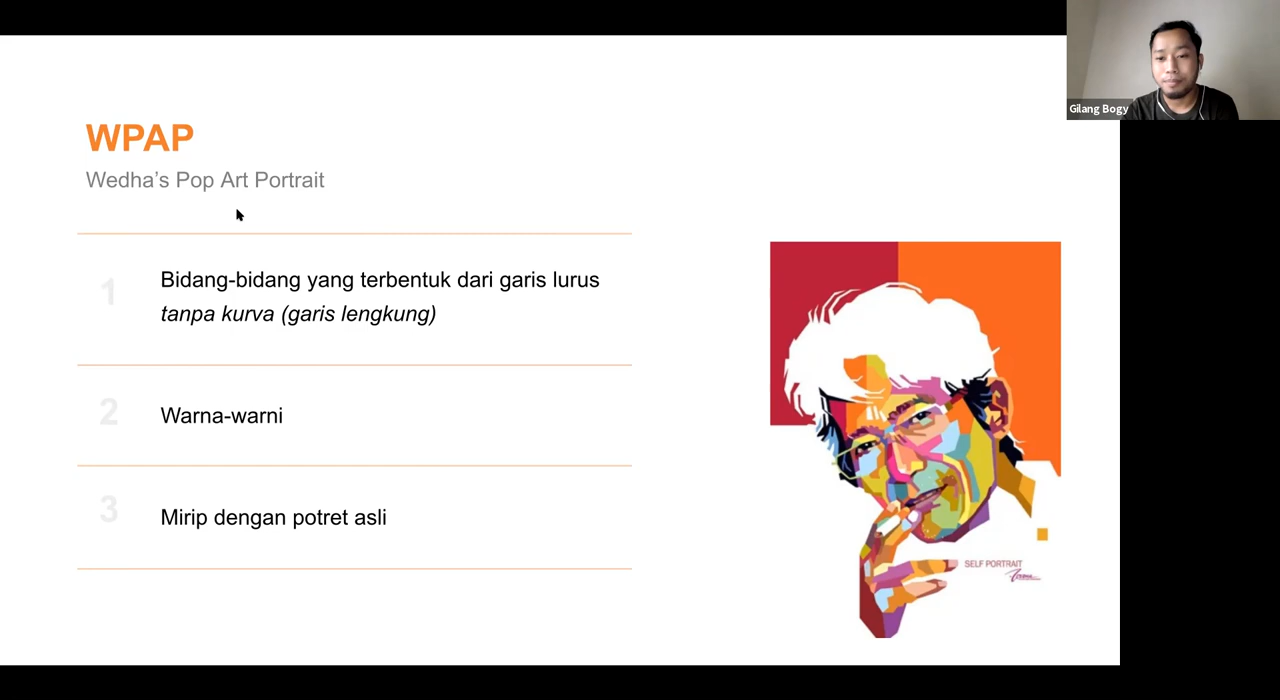 WPAP
Wedha’s Pop Art Portrait
1
Bidang-bidang yang terbentuk dari garis lurus
tanpa kurva (garis lengkung)
2
Warna-warni
3
Mirip dengan potret asli
SELF PORTRAIT
Gilang Bogy